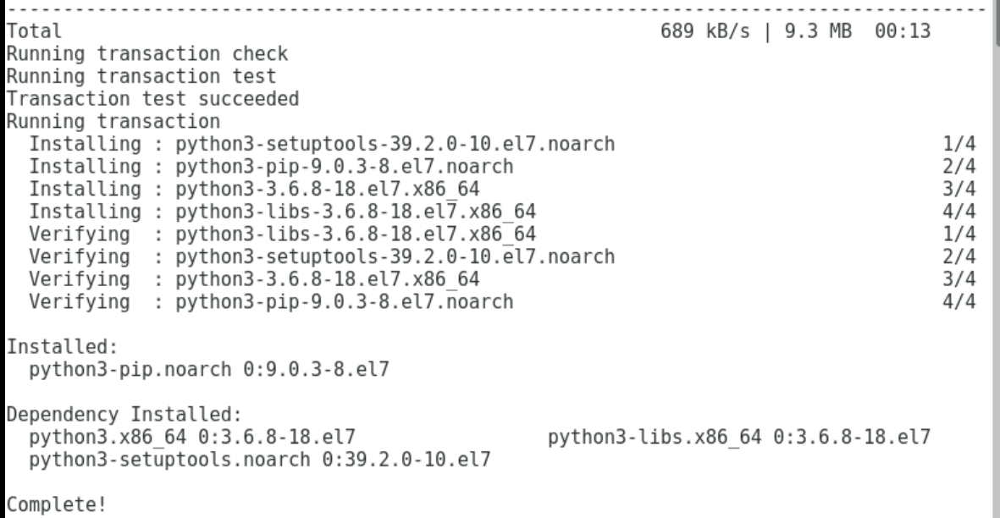 --------------------------------------------------------------------------------
Total                                                      689 kB/s | 9.3 MB  00:13
Running transaction check
Running transaction test
Transaction test succeeded
Running transaction
  Installing : python3-setuptools-39.2.0-10.el7.noarch                             1/4
  Installing : python3-pip-9.0.3-8.el7.noarch                                      2/4
  Installing : python3-3.6.8-18.el7.x86_64                                         3/4
  Installing : python3-libs-3.6.8-18.el7.x86_64                                    4/4
  Verifying  : python3-libs-3.6.8-18.el7.x86_64                                    1/4
  Verifying  : python3-setuptools-39.2.0-10.el7.noarch                             2/4
  Verifying  : python3-3.6.8-18.el7.x86_64                                         3/4
  Verifying  : python3-pip-9.0.3-8.el7.noarch                                      4/4

Installed:
  python3-pip.noarch 0:9.0.3-8.el7

Dependency Installed:
  python3.x86_64 0:3.6.8-18.el7                 python3-libs.x86_64 0:3.6.8-18.el7
  python3-setuptools.noarch 0:39.2.0-10.el7

Complete!